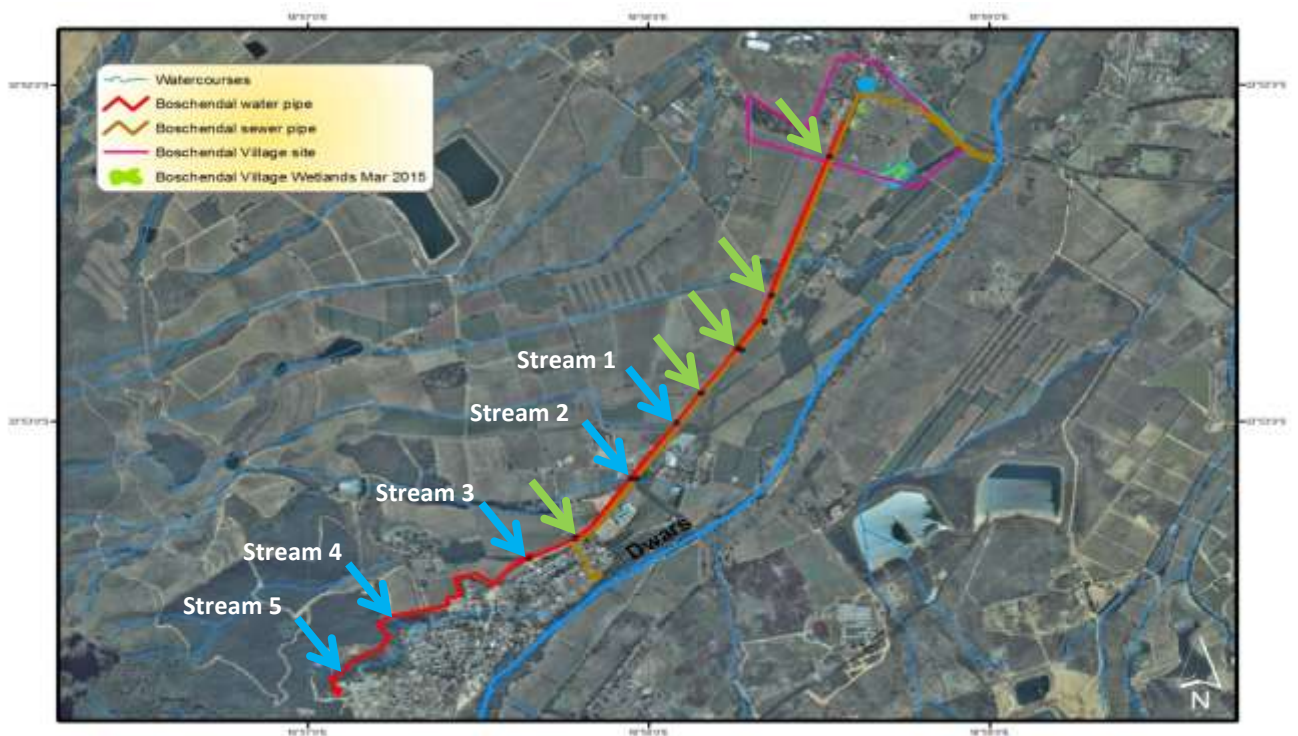 Watercourses
Boschendal water pipe
Boschendal sewer pipe
Boschendal Village site
Boschendal Village Wetlands Mar 2015
Stream 1
Stream 2
Stream 3
Stream 4
Stream 5
Dwars
N